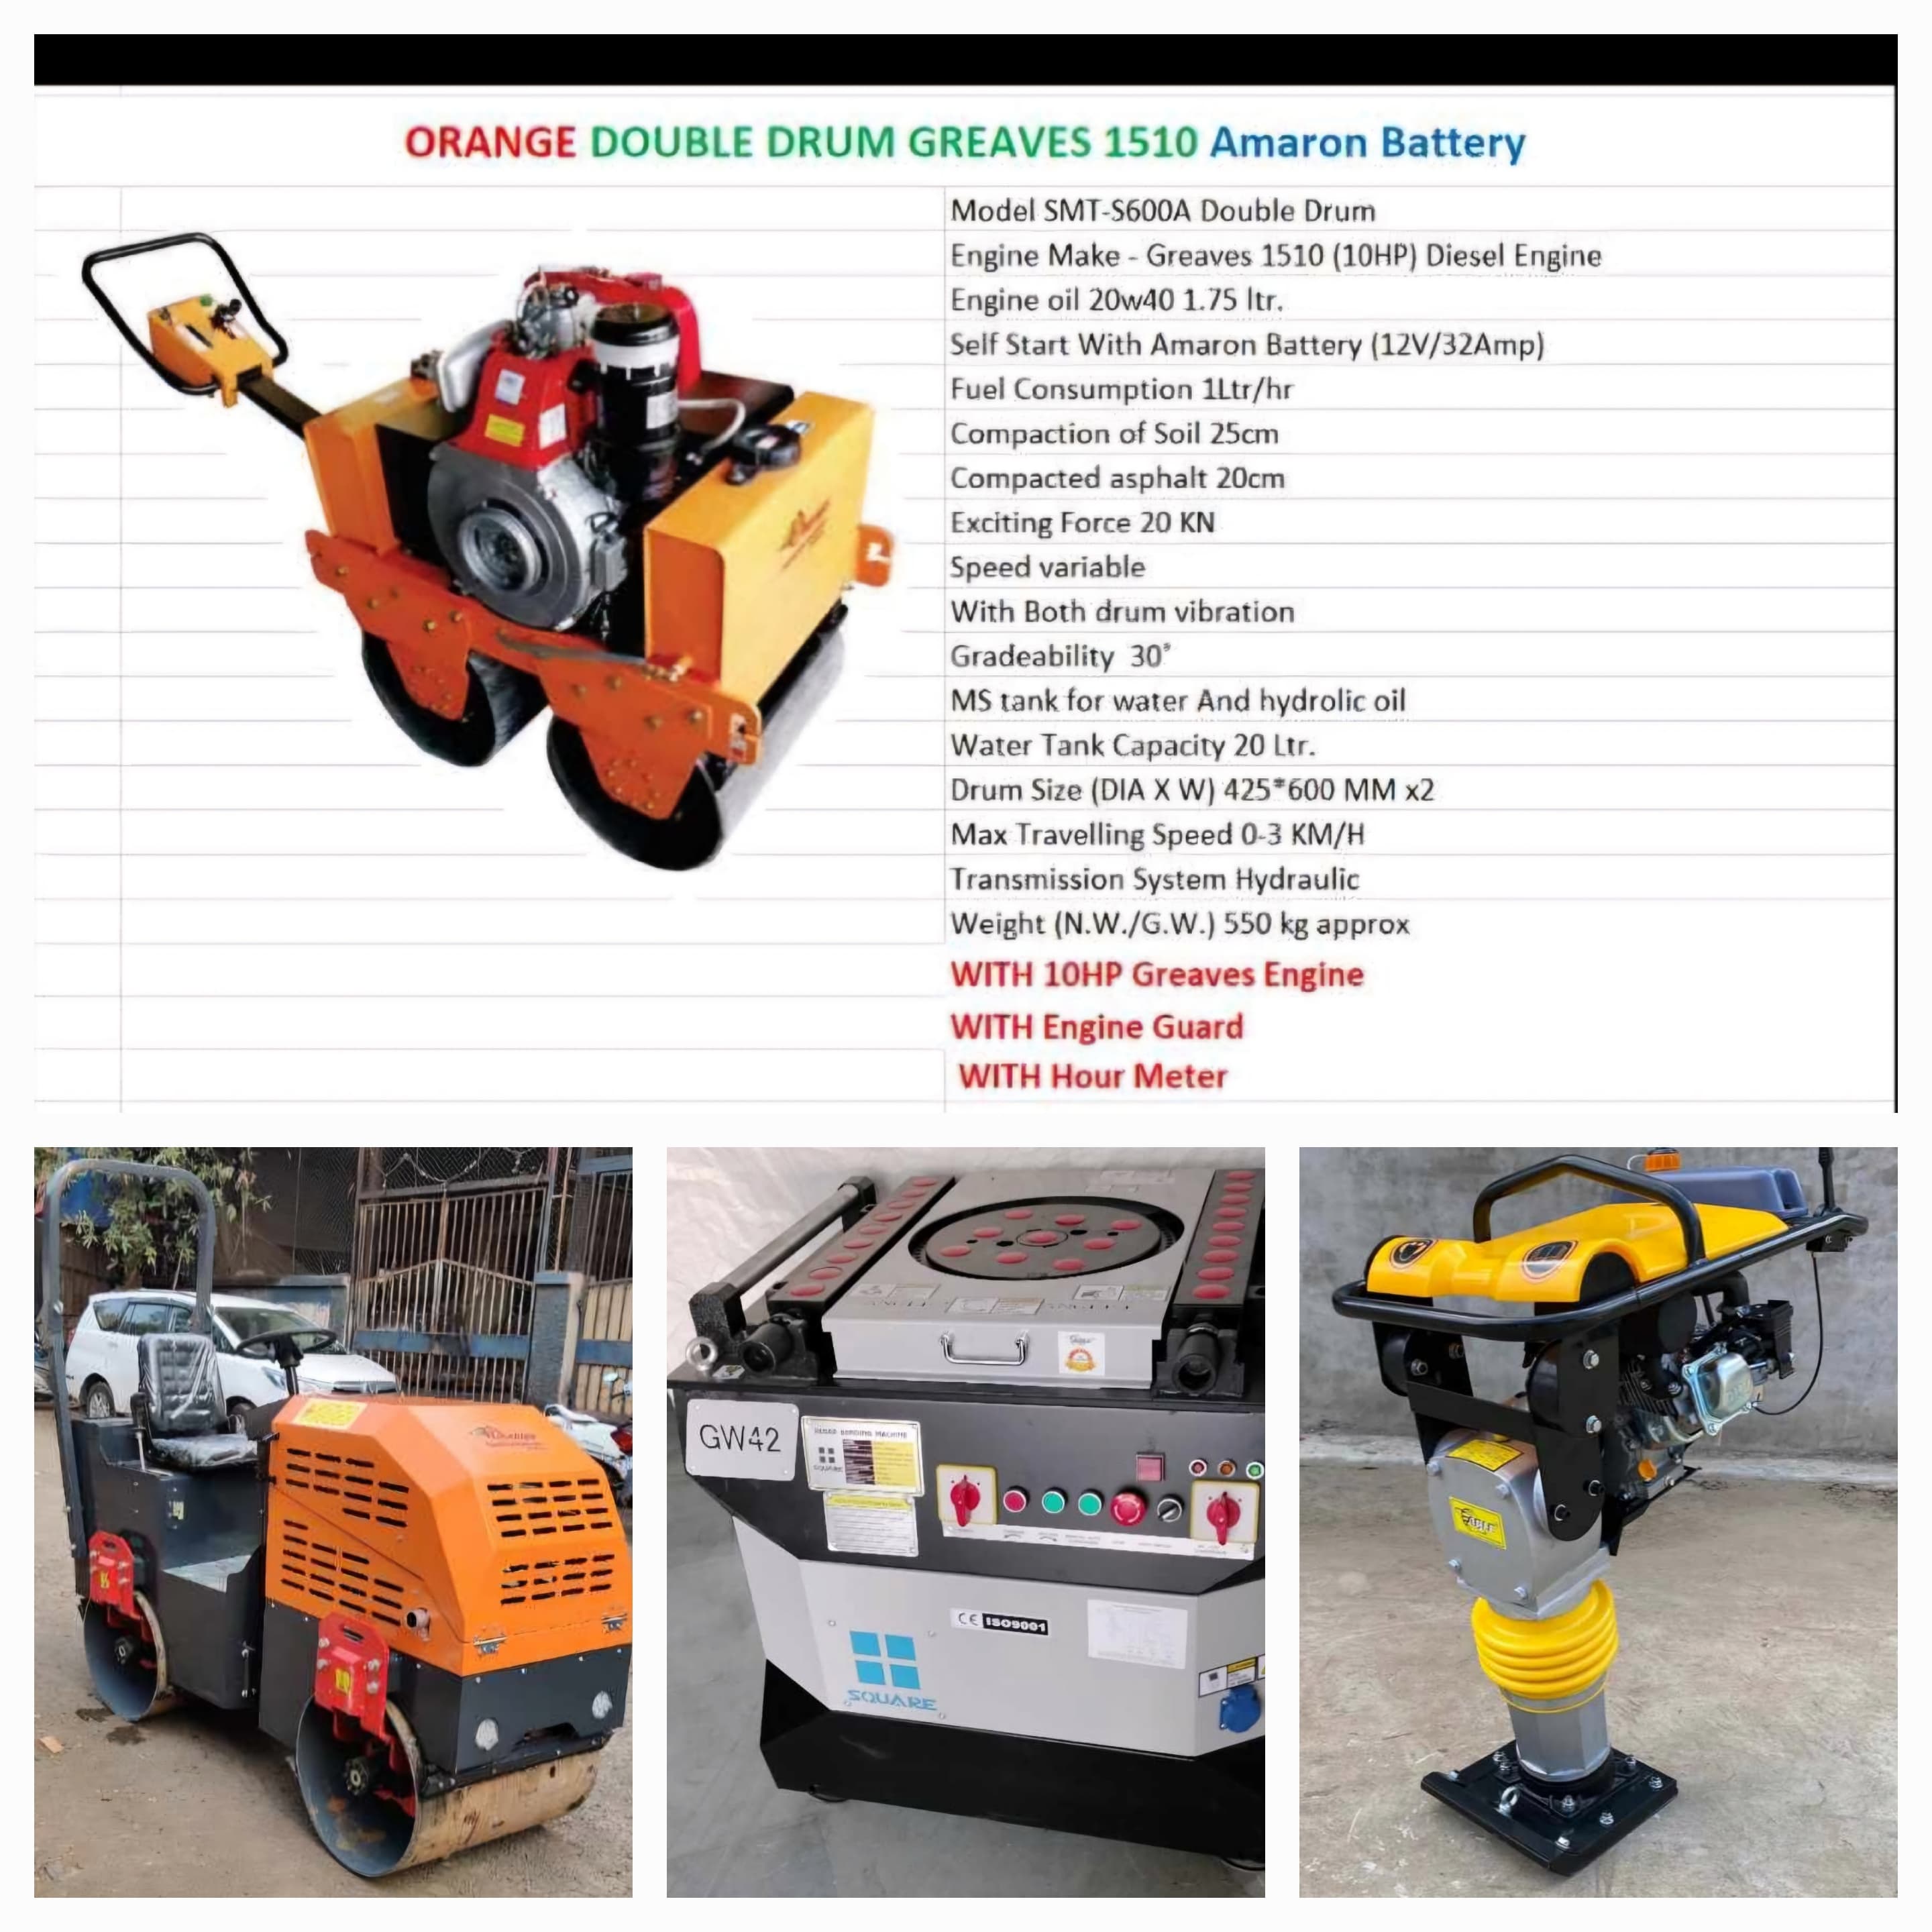 ORANGE DOUBLE DRUM GREAVES 1510 Amaron Battery
Model SMT-S600A Double Drum
Engine Make - Greaves 1510 (10HP) Diesel Engine
Engine oil 20w40 1.75 ltr.
Self Start With Amaron Battery (12V/32Amp)
Fuel Consumption 1Ltr/hr
Compaction of Soil 25cm
Compacted asphalt 20cm
Exciting Force 20 KN
Speed variable
With Both drum vibration
Gradeability 30°
MS tank for water And hydrolic oil
Water Tank Capacity 20 Ltr.
Drum Size (DIA X W) 425*600 MM x2
Max Travelling Speed 0-3 KM/H
Transmission System Hydraulic
Weight (N.W./G.W.) 550 kg approx
WITH 10HP Greaves Engine
WITH Engine Guard
WITH Hour Meter
GW42
BENDING MACHINE
SQUARE
CE ISO9001
SQUARE